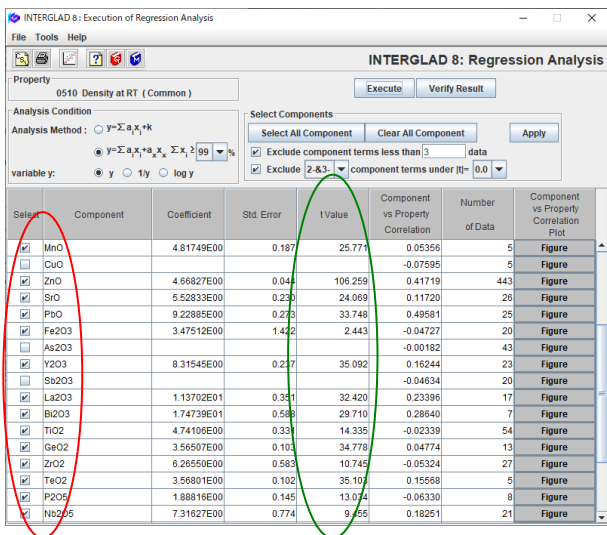 INTERGLAD 8 : Execution of Regression Analysis
File Tools Help
INTERGLAD 8: Regression Analysis
Property
0510 Density at RT ( Common )
Execute Verify Result
Analysis Condition
Analysis Method : y=Σaixi+k
y=Σaixi+axxx Σxi≥ 99 %
variable y: y 1/y log y
Select Components
Select All Component Clear All Component Apply
Exclude component terms less than 3 data
Exclude 2-&3- component terms under |t|= 0.0
Select Component Coefficient Std. Error t Value Component vs Property Correlation Number of Data Component vs Property Correlation Plot
MnO 4.81749E00 0.187 25.771 0.05356 5 Figure
CuO -0.07595 5 Figure
ZnO 4.66827E00 0.044 106.259 0.41719 443 Figure
SrO 5.52833E00 0.230 24.069 0.11720 26 Figure
PbO 9.22885E00 0.273 33.748 0.49581 25 Figure
Fe2O3 3.47512E00 1.422 2.443 -0.04727 20 Figure
As2O3 -0.00182 43 Figure
Y2O3 8.31545E00 0.237 35.092 0.16244 23 Figure
Sb2O3 -0.04634 20 Figure
La2O3 1.13702E01 0.351 32.420 0.23396 17 Figure
Bi2O3 1.74739E01 0.588 29.710 0.28640 7 Figure
TiO2 4.74106E00 0.331 14.335 -0.02339 54 Figure
GeO2 3.56507E00 0.103 34.778 0.04774 13 Figure
ZrO2 6.26550E00 0.583 10.745 -0.05324 27 Figure
TeO2 3.56801E00 0.102 35.103 0.15568 5 Figure
P2O5 1.88816E00 0.145 13.034 -0.06330 8 Figure
Nb2O5 7.31627E00 0.774 9.455 0.18251 21 Figure